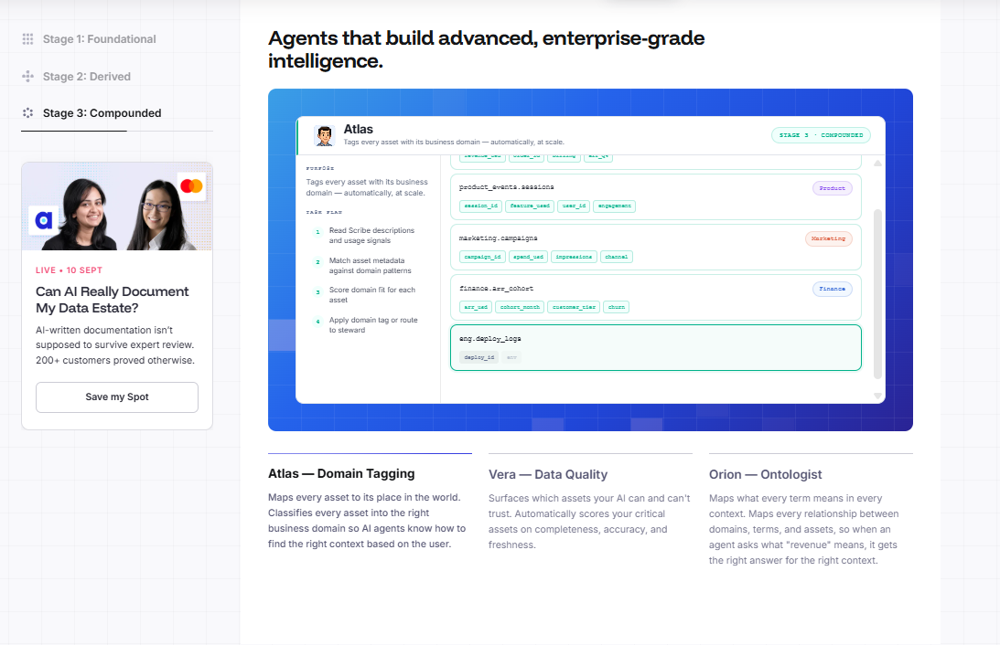 Stage 1: Foundational
Stage 2: Derived
Stage 3: Compounded
LIVE • 10 SEPT
Can AI Really Document
My Data Estate?
AI-written documentation isn't
supposed to survive expert review.
200+ customers proved otherwise.
Save my Spot
Agents that build advanced, enterprise-grade
intelligence.
Atlas
Tags every asset with its business domain — automatically, at scale.
STAGE 3 · COMPOUNDED
PURPOSE
Tags every asset with its business
domain — automatically, at scale.
TASK PLAN
1 Read Scribe descriptions
and usage signals
2 Match asset metadata
against domain patterns
3 Score domain fit for each
asset
4 Apply domain tag or route
to steward
product_events.sessions
Product
session_id feature_used user_id engagement
marketing.campaigns
Marketing
campaign_id spend_usd impressions channel
finance.arr_cohort
Finance
arr_usd cohort_month customer_tier churn
eng.deploy_logs
deploy_id env
Atlas — Domain Tagging
Maps every asset to its place in the world.
Classifies every asset into the right
business domain so AI agents know how to
find the right context based on the user.
Vera — Data Quality
Surfaces which assets your AI can and can't
trust. Automatically scores your critical
assets on completeness, accuracy, and
freshness.
Orion — Ontologist
Maps what every term means in every
context. Maps every relationship between
domains, terms, and assets, so when an
agent asks what "revenue" means, it gets
the right answer for the right context.